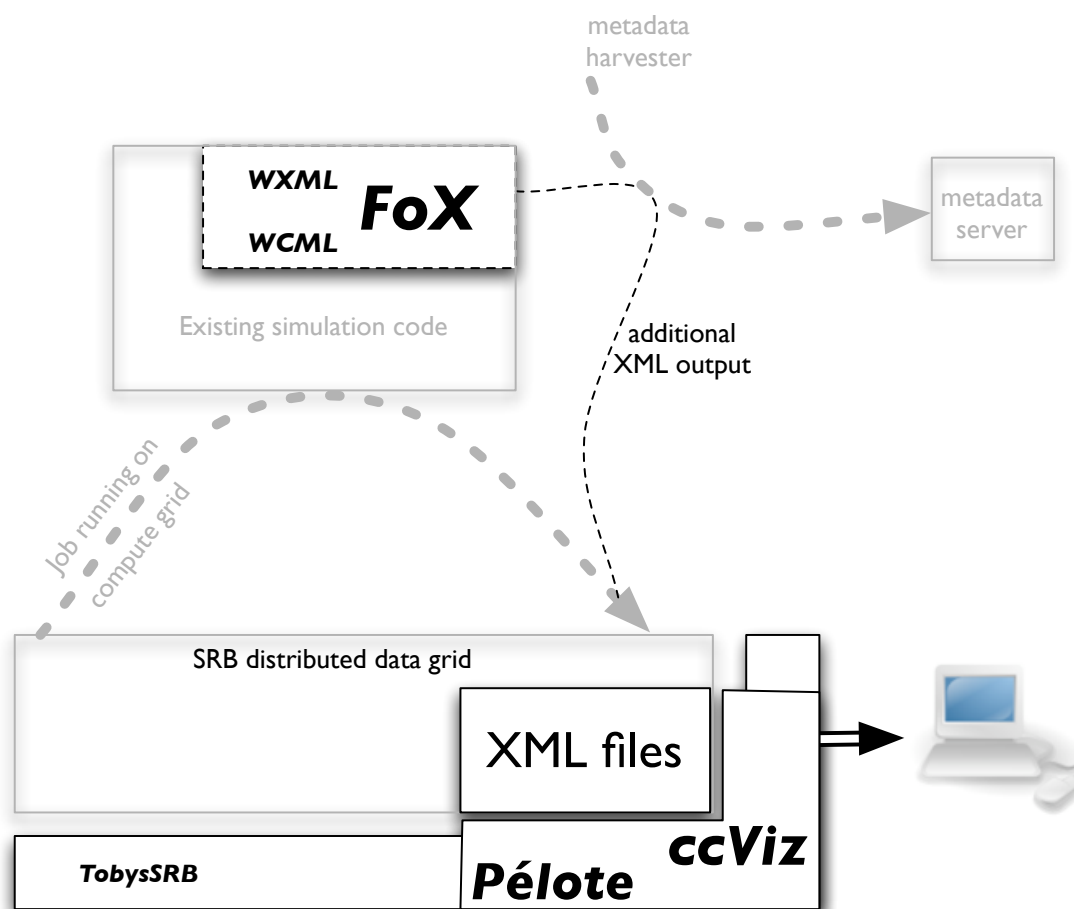 metadata
harvester
WXML
FoX
WCML
metadata
server
Existing simulation code
additional
XML output
Job running on
compute grid
SRB distributed data grid
XML files
ccViz
TobysSRB
Pélote